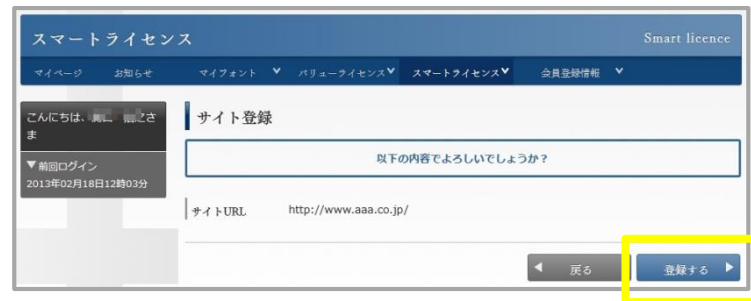 スマートライセンス
Smart licence
マイページ お知らせ マイフォント バリューライセンス スマートライセンス 会員登録情報
こんにちは、
さ
ま
▼前回ログイン
2013年02月18日12時03分
サイト登録
以下の内容でよろしいでしょうか？
サイトURL http://www.aaa.co.jp/
戻る 登録する